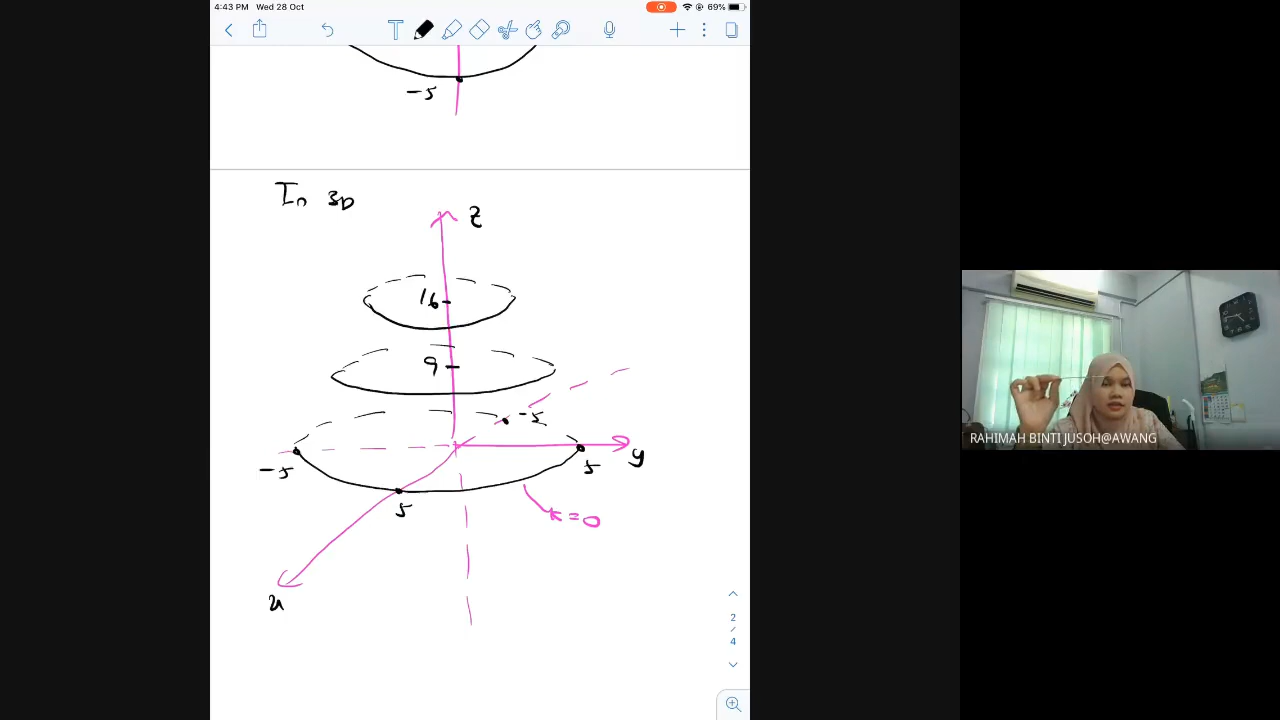 4:43 PM Wed 28 Oct
69%
T
-5
In 3D
z
16
9
-5
-5
5
y
5
k=0
x
2
/
4
RAHIMAH BINTI JUSOH@AWANG